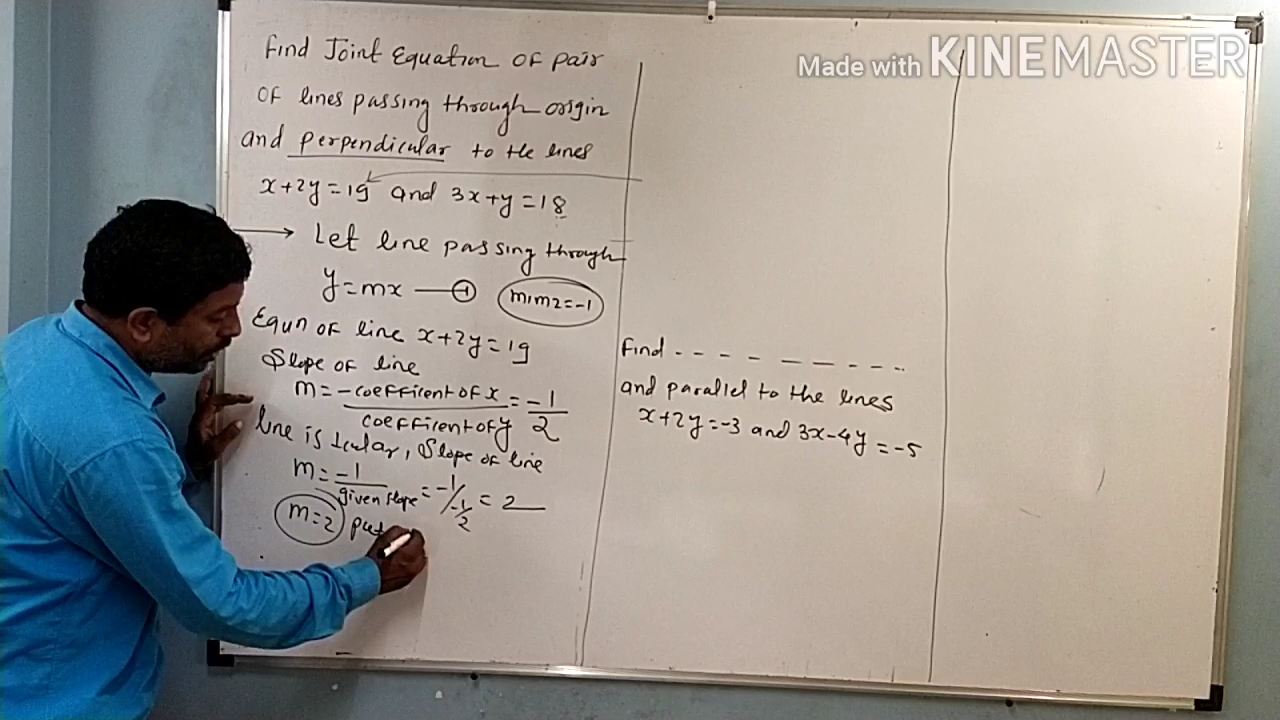 Find Joint Equation OF pair
OF lines passing through origin
and perpendicular to the lines
x+2y=19 and 3x+y=18
Let line passing through
y=mx — 1
m1m2=-1
Equn OF line x+2y=19
Slope OF line
m= -coefficient of x / coefficient of y = -1/2
line is ⊥cular, Slope of line
m= -1 / given slope = -1/-1/2 = 2
m=2 put
Find - - - - - - - - -
and parallel to the lines
x+2y=-3 and 3x-4y=-5
Made with KINEMASTER